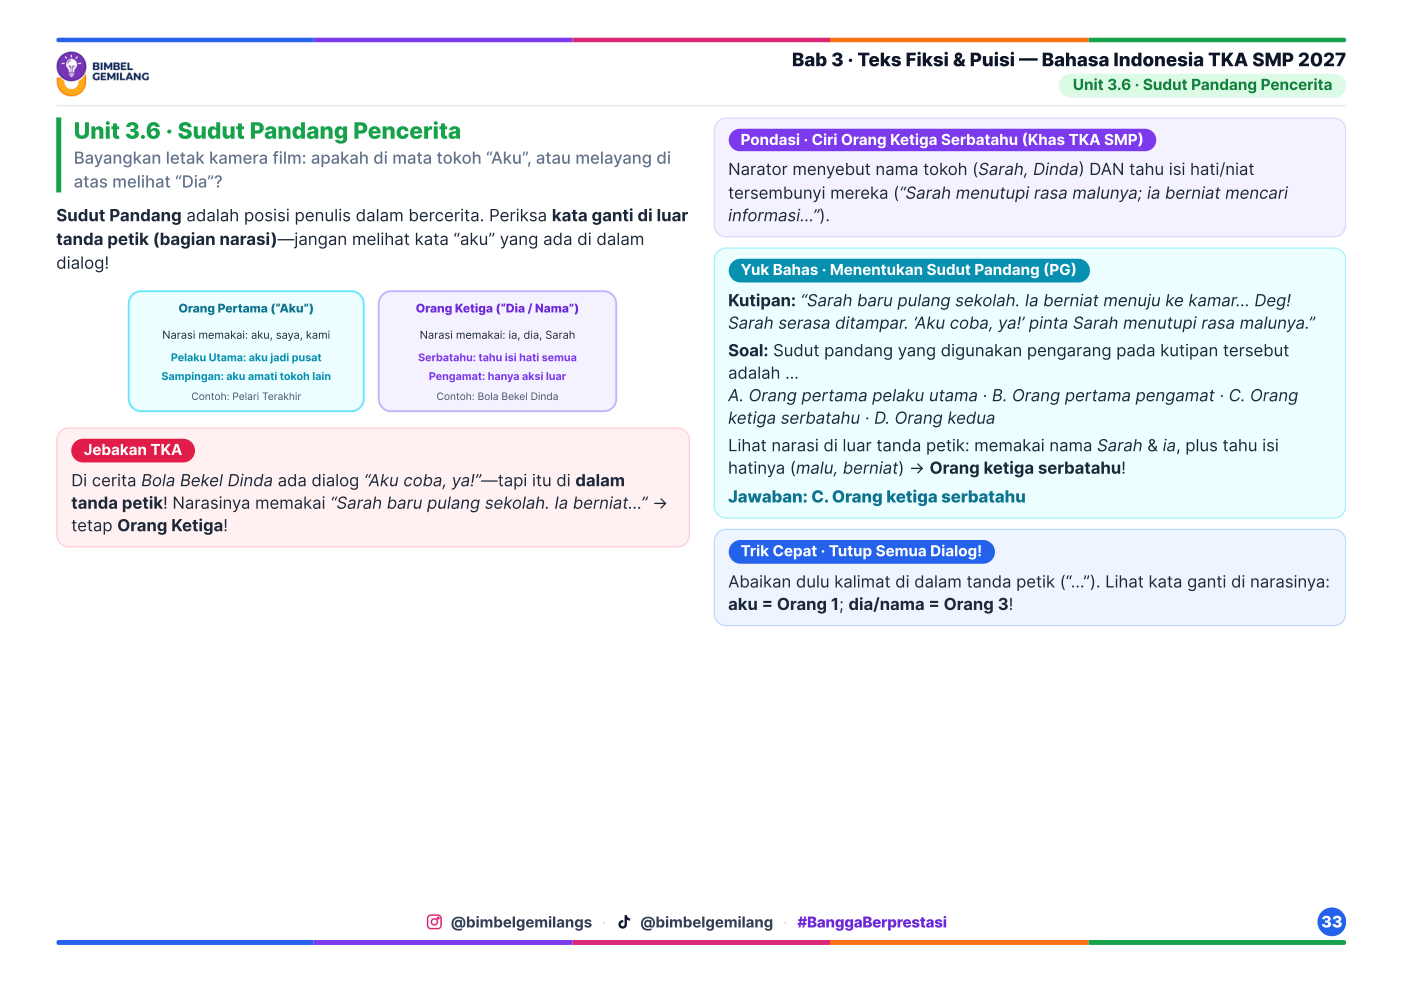 BIMBEL
GEMILANG
Bab 3 · Teks Fiksi & Puisi — Bahasa Indonesia TKA SMP 2027
Unit 3.6 · Sudut Pandang Pencerita
Unit 3.6 · Sudut Pandang Pencerita
Bayangkan letak kamera film: apakah di mata tokoh “Aku”, atau melayang di
atas melihat “Dia”?
Sudut Pandang adalah posisi penulis dalam bercerita. Periksa kata ganti di luar
tanda petik (bagian narasi)—jangan melihat kata “aku” yang ada di dalam
dialog!
Orang Pertama (“Aku”)
Narasi memakai: aku, saya, kami
Pelaku Utama: aku jadi pusat
Sampingan: aku amati tokoh lain
Contoh: Pelari Terakhir
Orang Ketiga (“Dia / Nama”)
Narasi memakai: ia, dia, Sarah
Serbatahu: tahu isi hati semua
Pengamat: hanya aksi luar
Contoh: Bola Bekel Dinda
Jebakan TKA
Di cerita Bola Bekel Dinda ada dialog “Aku coba, ya!”—tapi itu di dalam
tanda petik! Narasinya memakai “Sarah baru pulang sekolah. Ia berniat...” →
tetap Orang Ketiga!
Pondasi · Ciri Orang Ketiga Serbatahu (Khas TKA SMP)
Narator menyebut nama tokoh (Sarah, Dinda) DAN tahu isi hati/niat
tersembunyi mereka (“Sarah menutupi rasa malunya; ia berniat mencari
informasi...”).
Yuk Bahas · Menentukan Sudut Pandang (PG)
Kutipan: “Sarah baru pulang sekolah. Ia berniat menuju ke kamar... Deg!
Sarah serasa ditampar. ‘Aku coba, ya!’ pinta Sarah menutupi rasa malunya.”
Soal: Sudut pandang yang digunakan pengarang pada kutipan tersebut
adalah ...
A. Orang pertama pelaku utama · B. Orang pertama pengamat · C. Orang
ketiga serbatahu · D. Orang kedua
Lihat narasi di luar tanda petik: memakai nama Sarah & ia, plus tahu isi
hatinya (malu, berniat) → Orang ketiga serbatahu!
Jawaban: C. Orang ketiga serbatahu
Trik Cepat · Tutup Semua Dialog!
Abaikan dulu kalimat di dalam tanda petik (“...”). Lihat kata ganti di narasinya:
aku = Orang 1; dia/nama = Orang 3!
@bimbelgemilangs · @bimbelgemilang · #BanggaBerprestasi
33